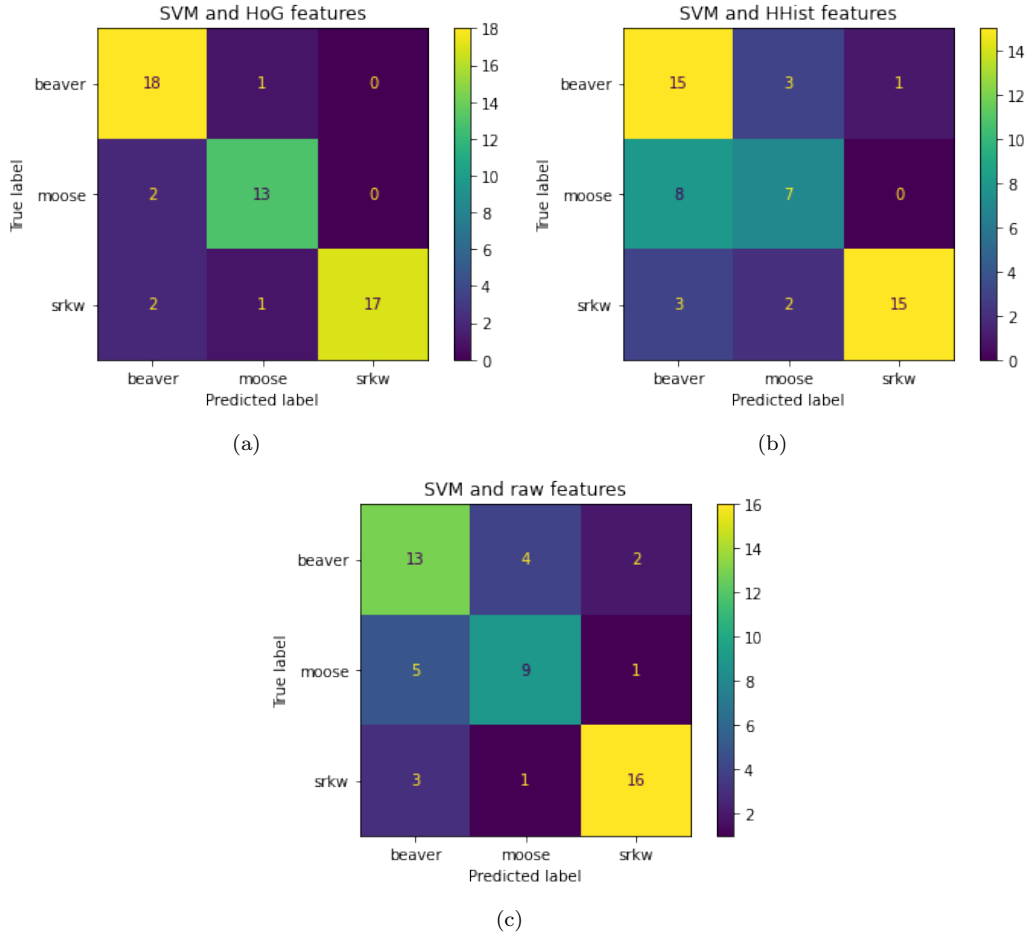 SVM and HoG features
True label
beaver
moose
srkw
18 1 0
2 13 0
2 1 17
beaver moose srkw
Predicted label
18
16
14
12
10
8
6
4
2
0
(a)
SVM and HHist features
True label
beaver
moose
srkw
15 3 1
8 7 0
3 2 15
beaver moose srkw
Predicted label
14
12
10
8
6
4
2
0
(b)
SVM and raw features
True label
beaver
moose
srkw
13 4 2
5 9 1
3 1 16
beaver moose srkw
Predicted label
16
14
12
10
8
6
4
2
(c)